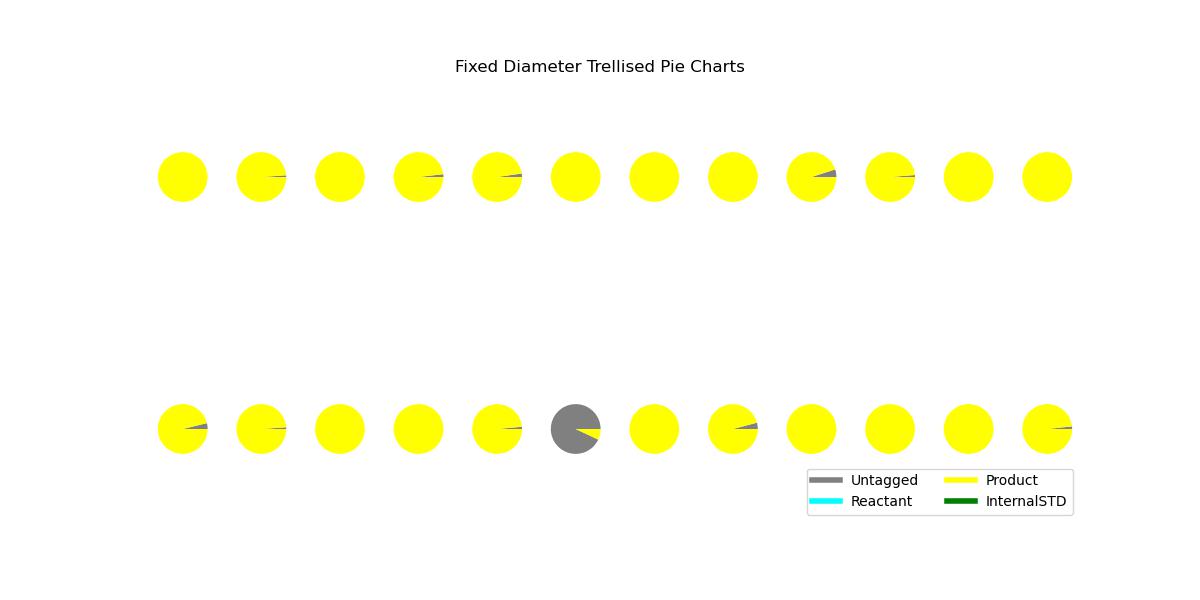 Fixed Diameter Trellised Pie Charts
Untagged Product
Reactant InternalSTD